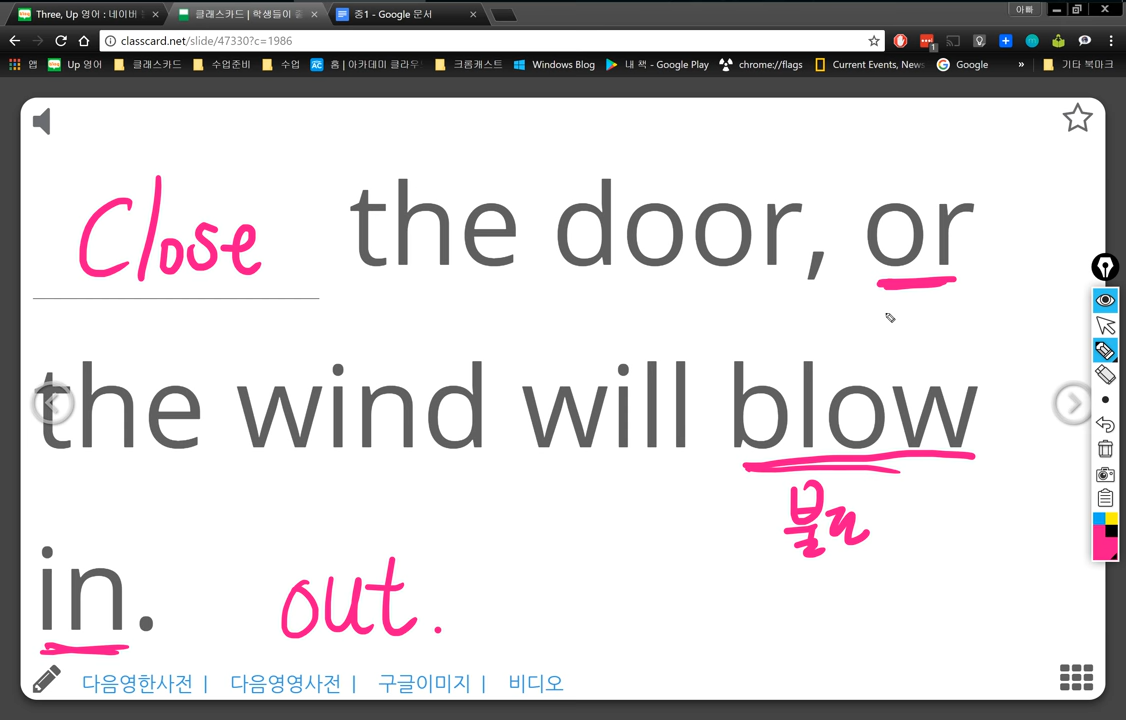 Three, Up 영어 : 네이버
클래스카드 | 학생들이 줄
중1 - Google 문서
아빠
classcard.net/slide/47330?c=1986
1
앱 Up 영어 클래스카드 수업준비 수업 홈 | 아카데미 클라우 크롬캐스트 Windows Blog 내 책 - Google Play chrome://flags Current Events, News Google » 기타 북마크
Close the door, or
the wind will blow
in. out.
다음영한사전 | 다음영영사전 | 구글이미지 | 비디오